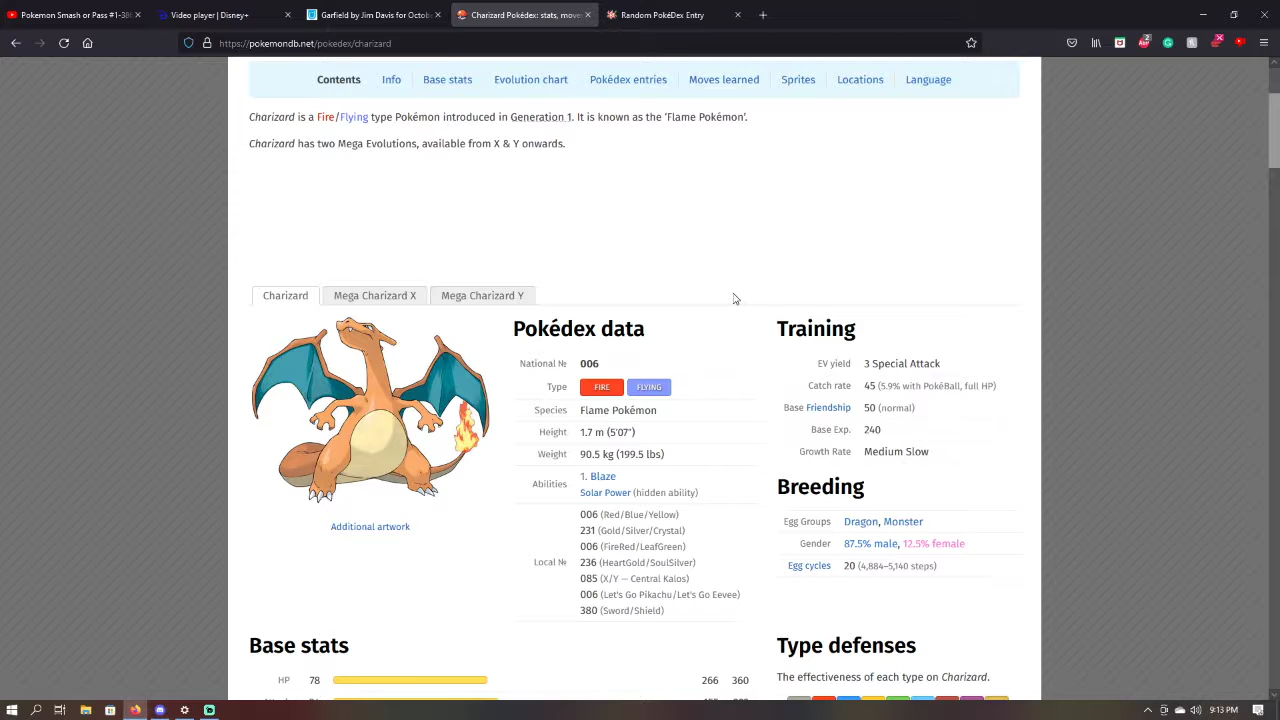 Pokemon Smash or Pass #1-38
Video player | Disney+
Designs by Jim Davis for October
Charizard Pokédex: stats, moves
Random PokéDex Entry
https://pokemondb.net/pokedex/charizard
Contents Info Base stats Evolution chart Pokédex entries Moves learned Sprites Locations Language
Charizard is a Fire/Flying type Pokémon introduced in Generation 1. It is known as the ‘Flame Pokémon’.
Charizard has two Mega Evolutions, available from X & Y onwards.
Charizard Mega Charizard X Mega Charizard Y
Pokédex data
National № 006
Type FIRE FLYING
Species Flame Pokémon
Height 1.7 m (5′07″)
Weight 90.5 kg (199.5 lbs)
Abilities 1. Blaze
Solar Power (hidden ability)
Local № 006 (Red/Blue/Yellow)
231 (Gold/Silver/Crystal)
006 (FireRed/LeafGreen)
236 (HeartGold/SoulSilver)
085 (X/Y — Central Kalos)
006 (Let's Go Pikachu/Let's Go Eevee)
380 (Sword/Shield)
Training
EV yield 3 Special Attack
Catch rate 45 (5.9% with PokéBall, full HP)
Base Friendship 50 (normal)
Base Exp. 240
Growth Rate Medium Slow
Breeding
Egg Groups Dragon, Monster
Gender 87.5% male, 12.5% female
Egg cycles 20 (4,884–5,140 steps)
Additional artwork
Base stats
HP 78 266 360
Type defenses
The effectiveness of each type on Charizard.
9:13 PM